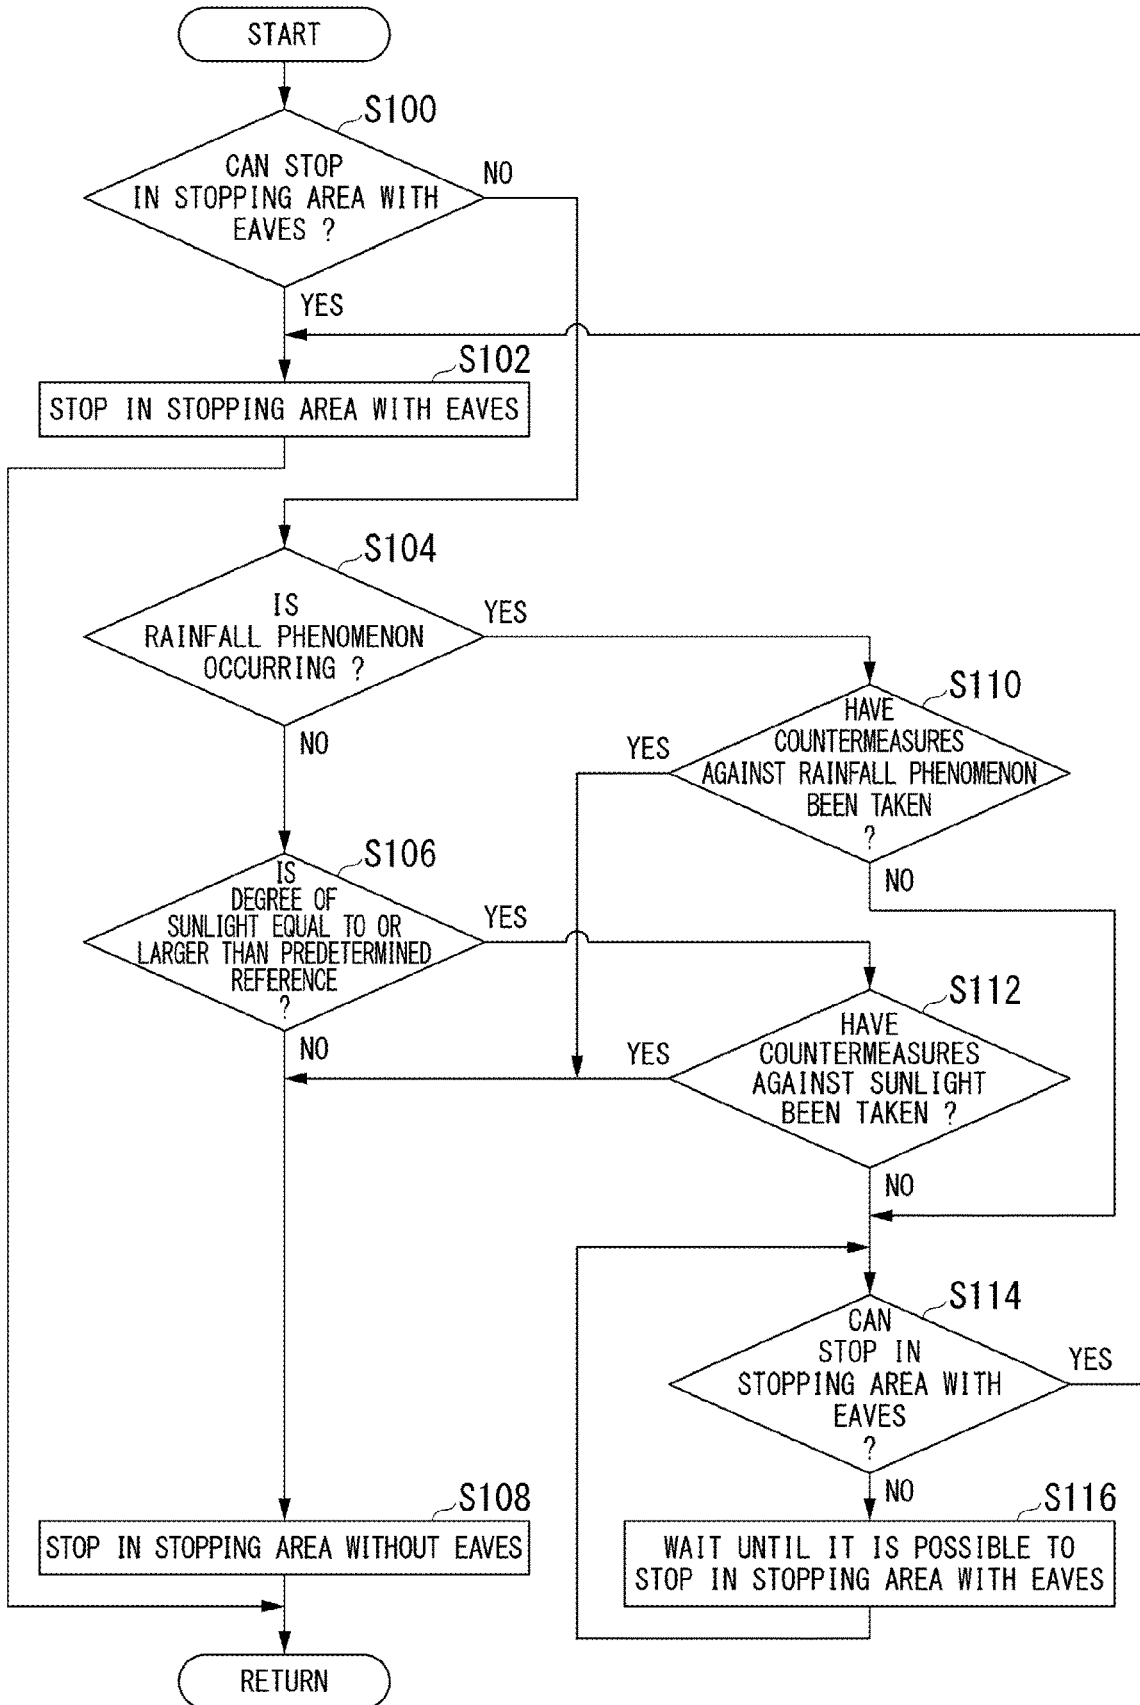 START
S100
CAN STOP
IN STOPPING AREA WITH
EAVES ?
NO
YES
S102
STOP IN STOPPING AREA WITH EAVES
S104
IS
RAINFALL PHENOMENON
OCCURRING ?
YES
NO
S110
HAVE
COUNTERMEASURES
AGAINST RAINFALL PHENOMENON
BEEN TAKEN
?
YES
NO
S106
IS
DEGREE OF
SUNLIGHT EQUAL TO OR
LARGER THAN PREDETERMINED
REFERENCE
?
YES
NO
S112
HAVE
COUNTERMEASURES
AGAINST SUNLIGHT
BEEN TAKEN ?
YES
NO
S114
CAN
STOP IN
STOPPING AREA WITH
EAVES
?
YES
NO
S108
STOP IN STOPPING AREA WITHOUT EAVES
S116
WAIT UNTIL IT IS POSSIBLE TO
STOP IN STOPPING AREA WITH EAVES
RETURN